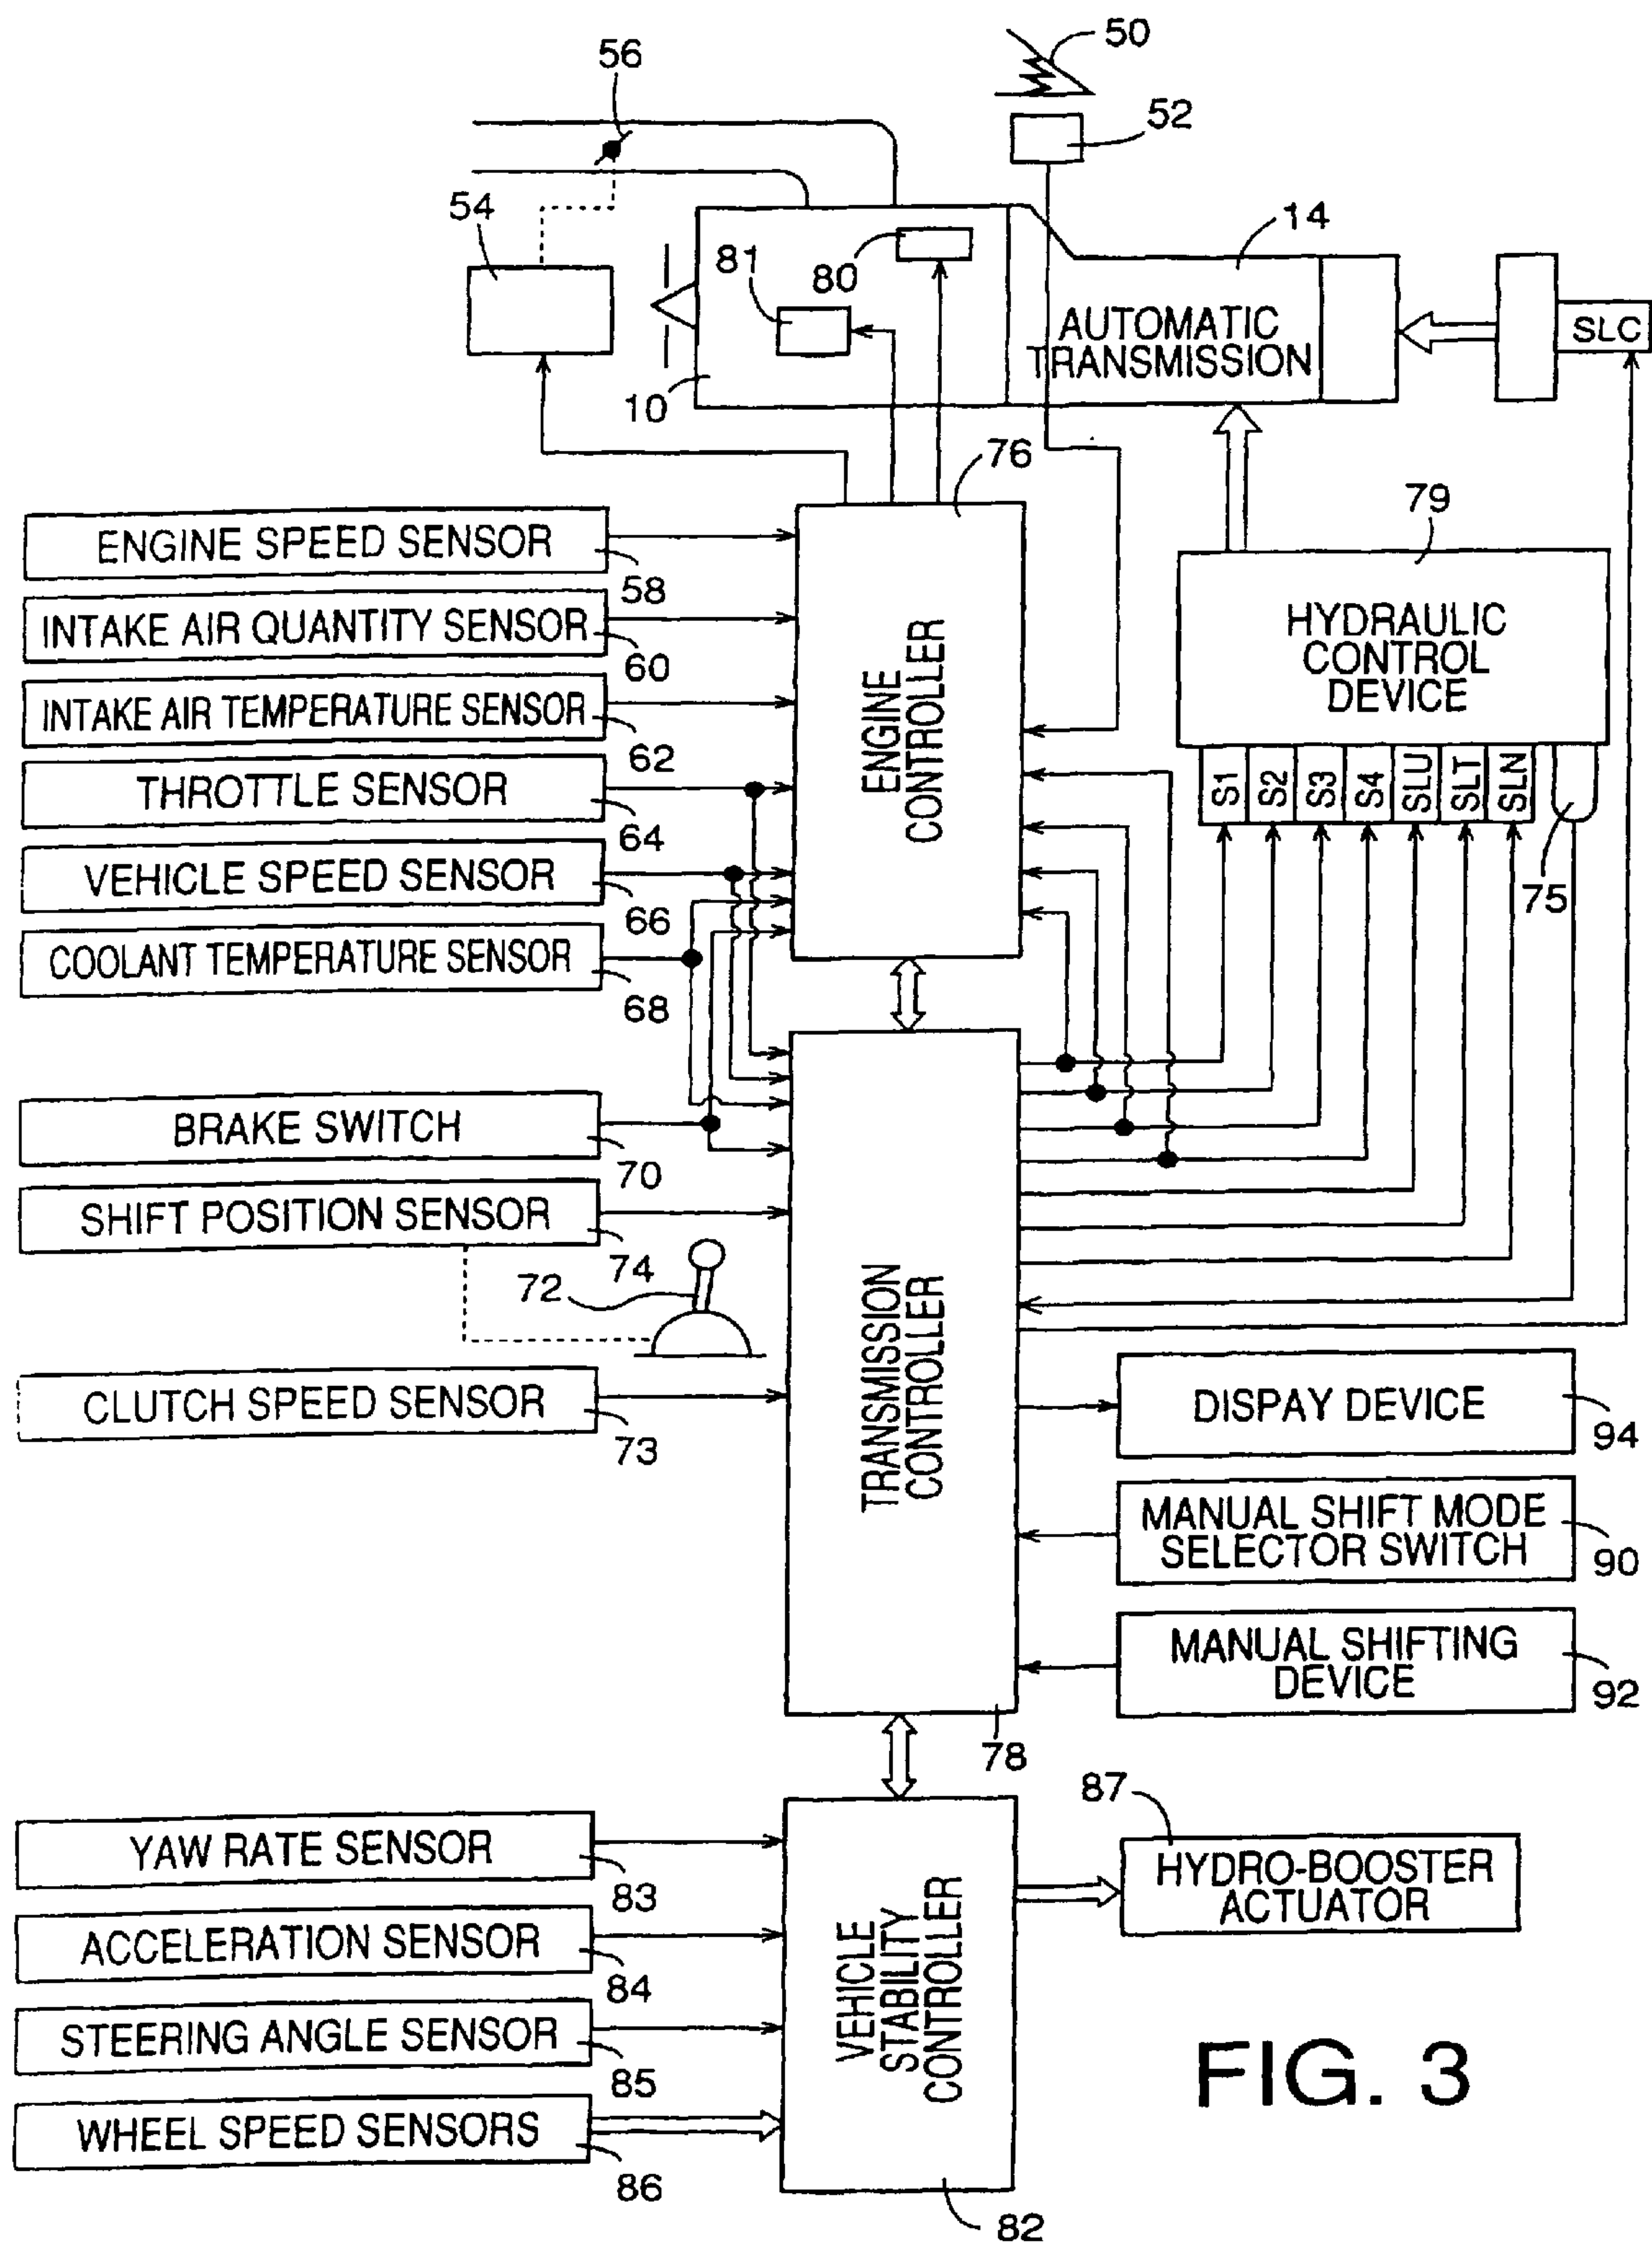 50
56
52
54
14
81
80
AUTOMATIC
TRANSMISSION
SLC
10
76
79
ENGINE SPEED SENSOR
58
INTAKE AIR QUANTITY SENSOR
60
INTAKE AIR TEMPERATURE SENSOR
62
THROTTLE SENSOR
64
VEHICLE SPEED SENSOR
66
COOLANT TEMPERATURE SENSOR
68
ENGINE
CONTROLLER
HYDRAULIC
CONTROL
DEVICE
S1
S2
S3
S4
SLU
SLT
SLN
75
BRAKE SWITCH
70
SHIFT POSITION SENSOR
74
72
CLUTCH SPEED SENSOR
73
TRANSMISSION
CONTROLLER
78
DISPAY DEVICE
94
MANUAL SHIFT MODE
SELECTOR SWITCH
90
MANUAL SHIFTING
DEVICE
92
YAW RATE SENSOR
83
ACCELERATION SENSOR
84
STEERING ANGLE SENSOR
85
WHEEL SPEED SENSORS
86
VEHICLE
STABILITY
CONTROLLER
82
87
HYDRO-BOOSTER
ACTUATOR
FIG. 3